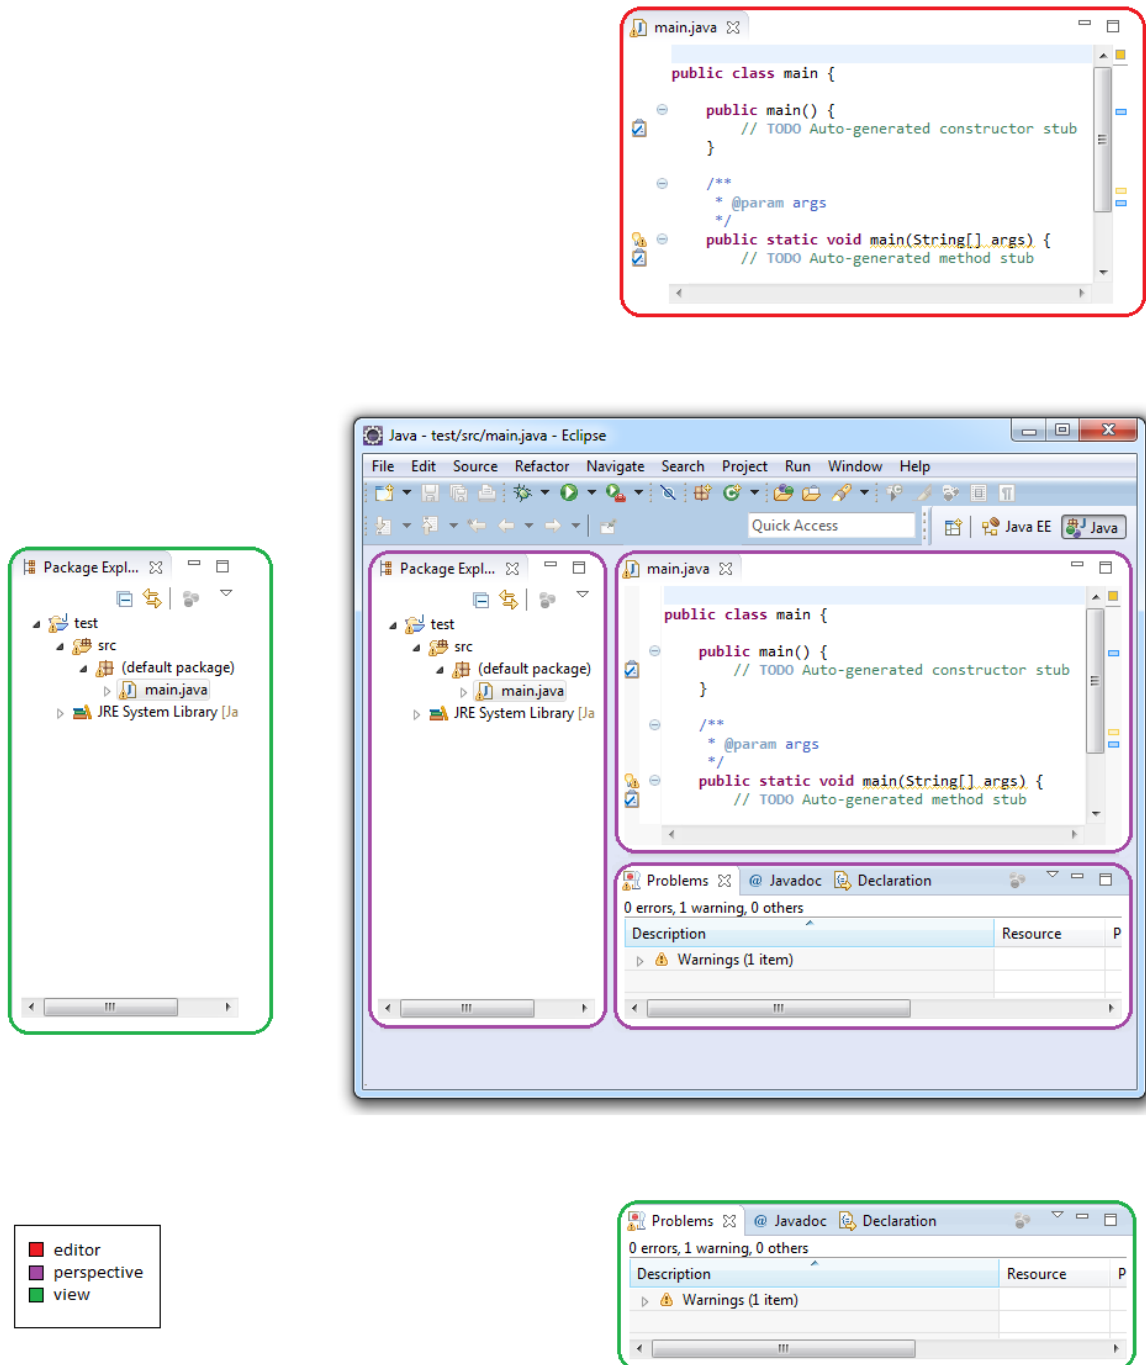 main.java
public class main {
public main() {
// TODO Auto-generated constructor stub
}
/**
* @param args
*/
public static void main(String[] args) {
// TODO Auto-generated method stub
Java - test/src/main.java - Eclipse
File Edit Source Refactor Navigate Search Project Run Window Help
Quick Access
Java EE
Java
Package Expl...
test
src
(default package)
main.java
JRE System Library [Ja
Package Expl...
test
src
(default package)
main.java
JRE System Library [Ja
main.java
public class main {
public main() {
// TODO Auto-generated constructor stub
}
/**
* @param args
*/
public static void main(String[] args) {
// TODO Auto-generated method stub
Problems @ Javadoc Declaration
0 errors, 1 warning, 0 others
Description Resource P
Warnings (1 item)
editor
perspective
view
Problems @ Javadoc Declaration
0 errors, 1 warning, 0 others
Description Resource P
Warnings (1 item)